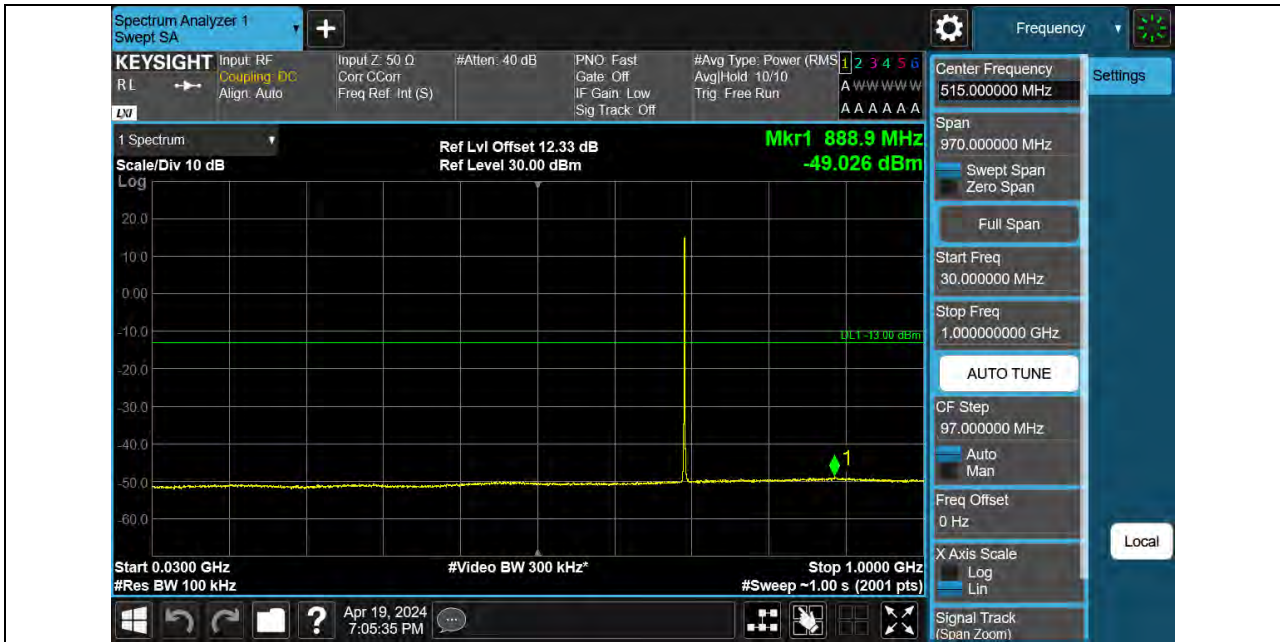 Spectrum Analyzer 1
Swept SA
+
Frequency
KEYSIGHT
RL
LXI
Input: RF
Coupling: DC
Align: Auto
Input Z: 50 Ω
Corr CCorr
Freq Ref: Int (S)
#Atten: 40 dB
PNO: Fast
Gate: Off
IF Gain: Low
Sig Track: Off
#Avg Type: Power (RMS
Avg|Hold: 10/10
Trig: Free Run
1 2 3 4 5 6
A W W W W W
A A A A A A
1 Spectrum
Scale/Div 10 dB
Ref Lvl Offset 12.33 dB
Ref Level 30.00 dBm
Mkr1 888.9 MHz
-49.026 dBm
Log
20.0
10.0
0.00
-10.0
-20.0
-30.0
-40.0
-50.0
-60.0
DL1 -13.00 dBm
1
Start 0.0300 GHz
#Res BW 100 kHz
#Video BW 300 kHz*
Stop 1.0000 GHz
#Sweep ~1.00 s (2001 pts)
?
Apr 19, 2024
7:05:35 PM
Center Frequency
515.000000 MHz
Span
970.000000 MHz
Swept Span
Zero Span
Full Span
Start Freq
30.000000 MHz
Stop Freq
1.000000000 GHz
AUTO TUNE
CF Step
97.000000 MHz
Auto
Man
Freq Offset
0 Hz
X Axis Scale
Log
Lin
Signal Track
(Span Zoom)
Settings
Local